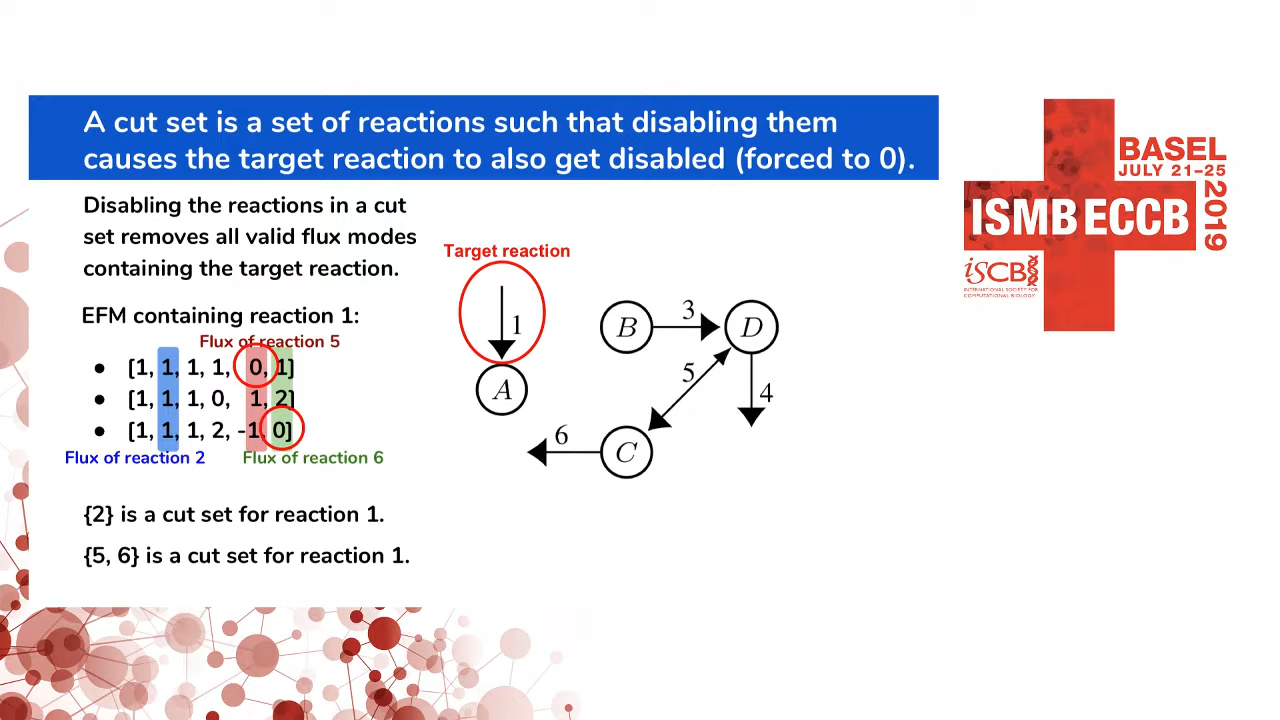 A cut set is a set of reactions such that disabling them
causes the target reaction to also get disabled (forced to 0).
Disabling the reactions in a cut
set removes all valid flux modes
containing the target reaction.
EFM containing reaction 1:
Flux of reaction 5
● [1, 1, 1, 1, 0, 1]
● [1, 1, 1, 0, 1, 2]
● [1, 1, 1, 2, -1, 0]
Flux of reaction 2
Flux of reaction 6
{2} is a cut set for reaction 1.
{5, 6} is a cut set for reaction 1.
Target reaction
1
A
B
3
D
5
4
6
C
BASEL
JULY 21-25
2019
ISMB ECCB
iSCB
INTERNATIONAL SOCIETY FOR
COMPUTATIONAL BIOLOGY